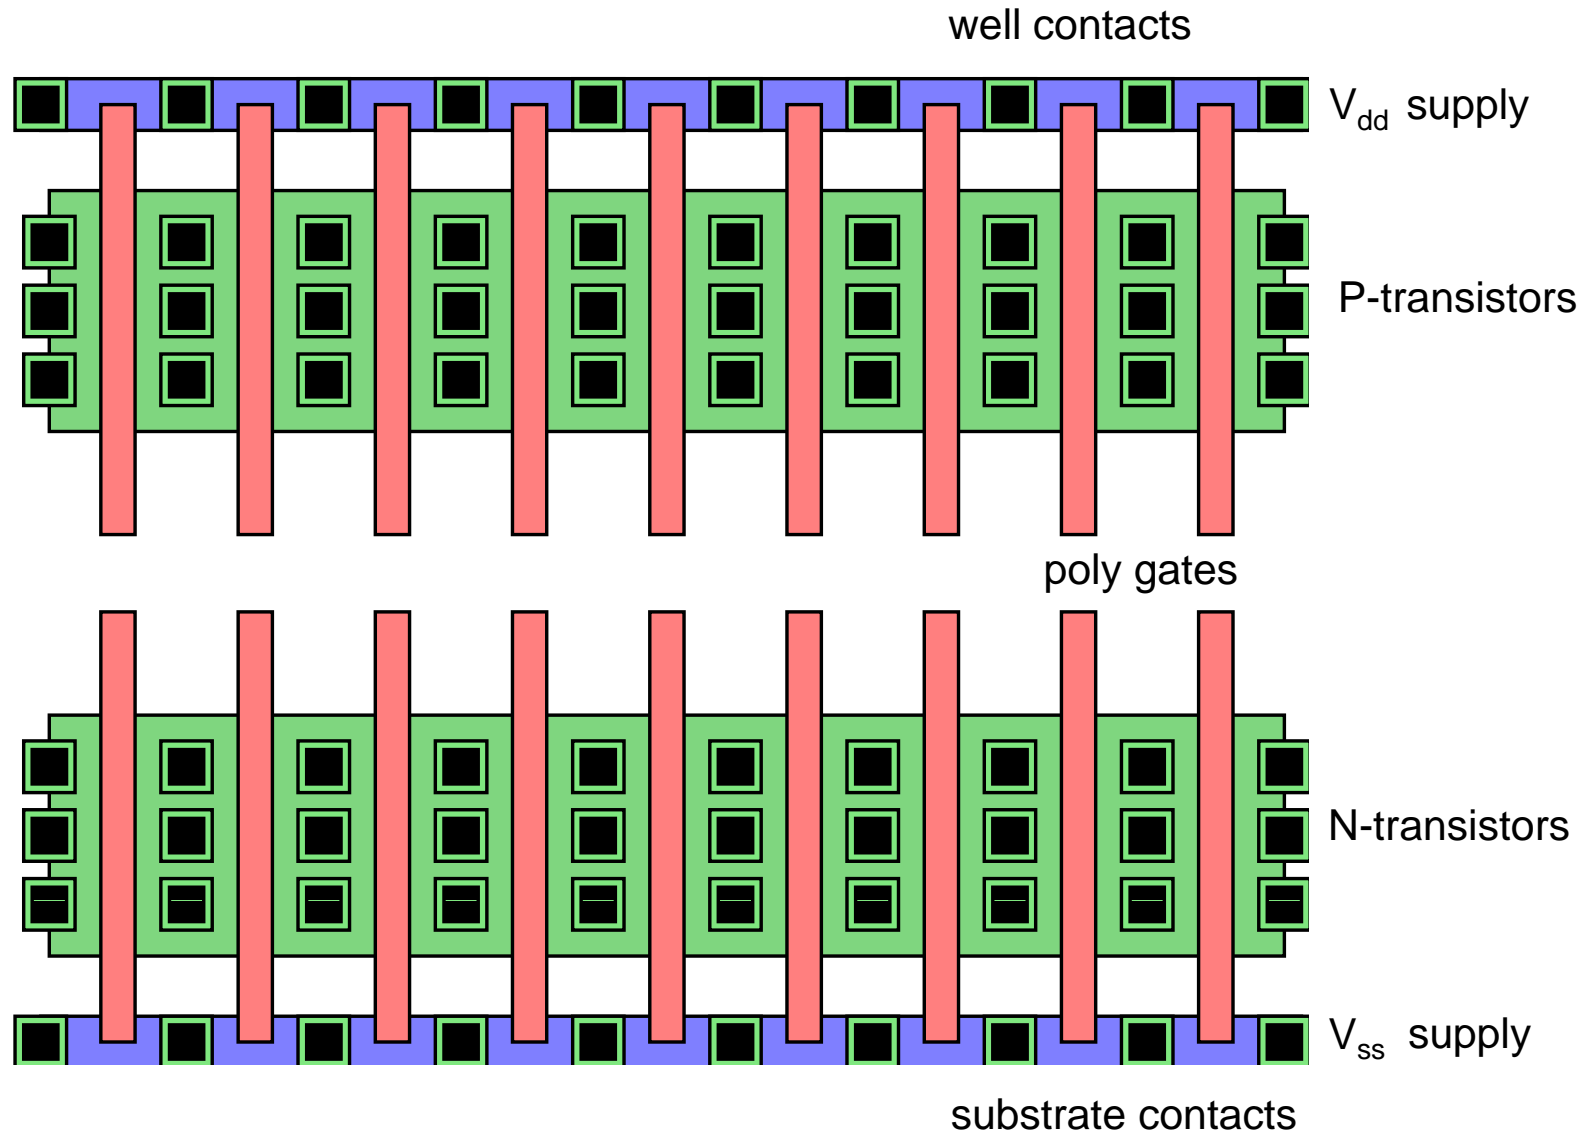 well contacts
Vdd supply
P-transistors
poly gates
N-transistors
Vss supply
substrate contacts